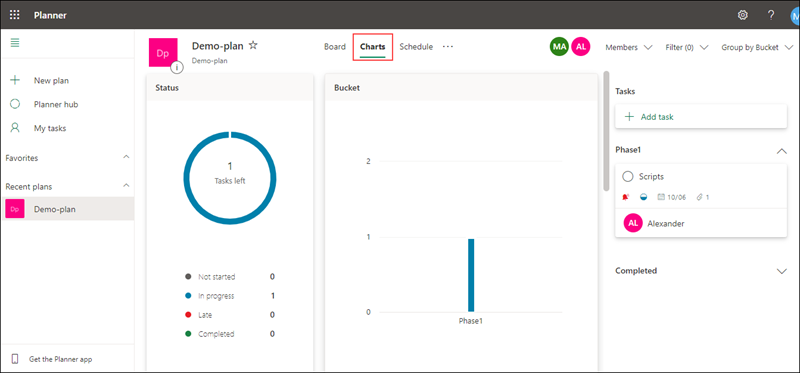 Planner
?
M
New plan
Planner hub
My tasks
Favorites
Recent plans
Dp
Demo-plan
Get the Planner app
Dp
i
Demo-plan
Demo-plan
Board
Charts
Schedule
...
MA
AL
Members
Filter (0)
Group by Bucket
Status
1
Tasks left
Not started 0
In progress 1
Late 0
Completed 0
Bucket
2
1
0
Phase1
Tasks
Add task
Phase1
Scripts
10/06
1
AL
Alexander
Completed